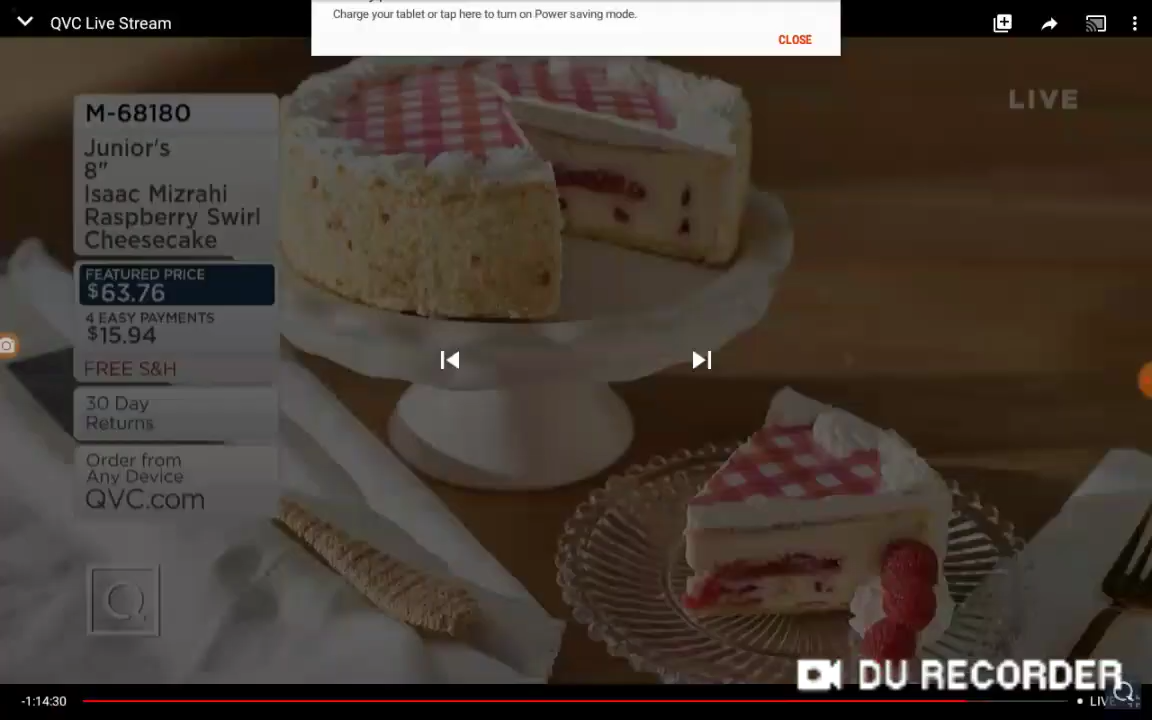 Charge your tablet or tap here to turn on Power saving mode.
QVC Live Stream
CLOSE
LIVE
M-68180
Junior's
8"
Isaac Mizrahi
Raspberry Swirl
Cheesecake
FEATURED PRICE
$63.76
4 EASY PAYMENTS
$15.94
FREE S&H
30 Day
Returns
Order from
Any Device
QVC.com
DU RECORDER
-1:14:30